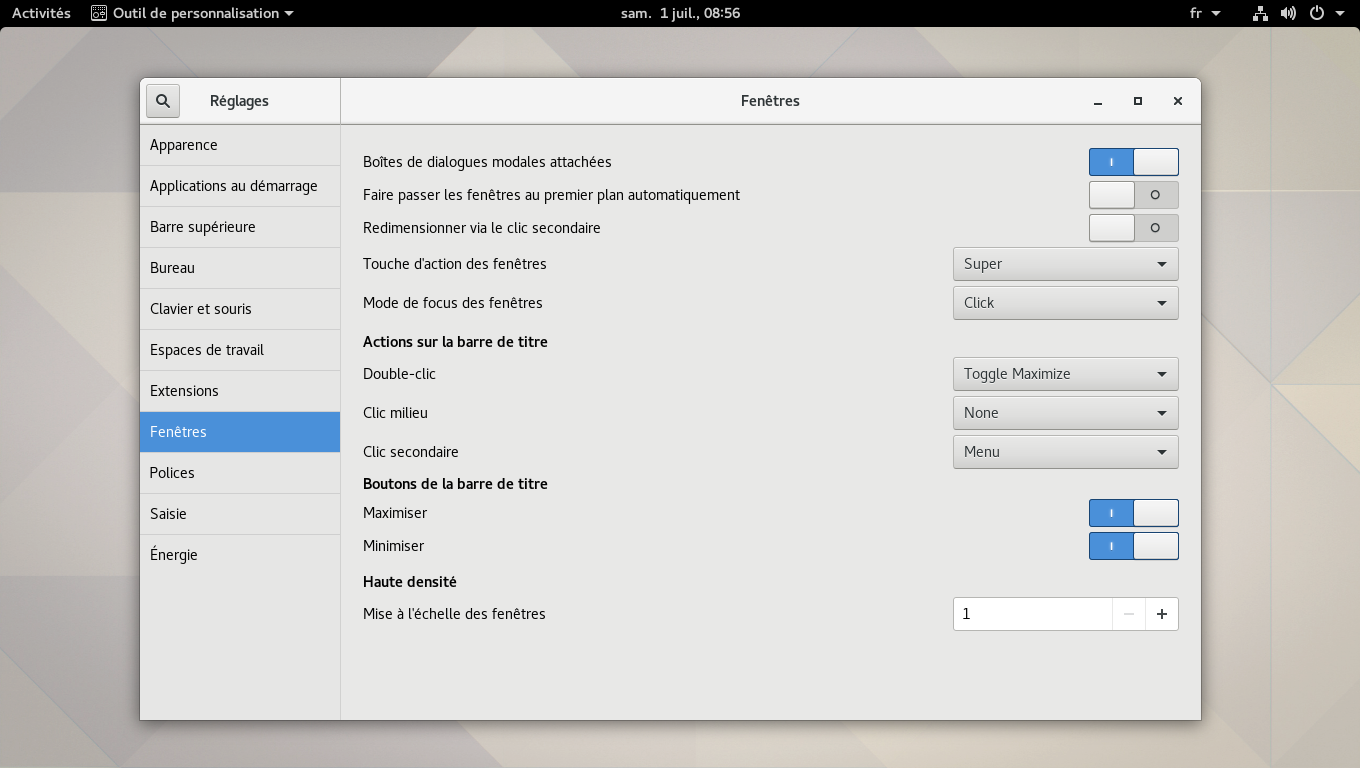 Activités Outil de personnalisation sam. 1 juil., 08:56 fr
Réglages Fenêtres
Apparence
Applications au démarrage
Barre supérieure
Bureau
Clavier et souris
Espaces de travail
Extensions
Fenêtres
Polices
Saisie
Énergie
Boîtes de dialogues modales attachées
Faire passer les fenêtres au premier plan automatiquement
Redimensionner via le clic secondaire
Touche d'action des fenêtres Super
Mode de focus des fenêtres Click
Actions sur la barre de titre
Double-clic Toggle Maximize
Clic milieu None
Clic secondaire Menu
Boutons de la barre de titre
Maximiser
Minimiser
Haute densité
Mise à l'échelle des fenêtres 1